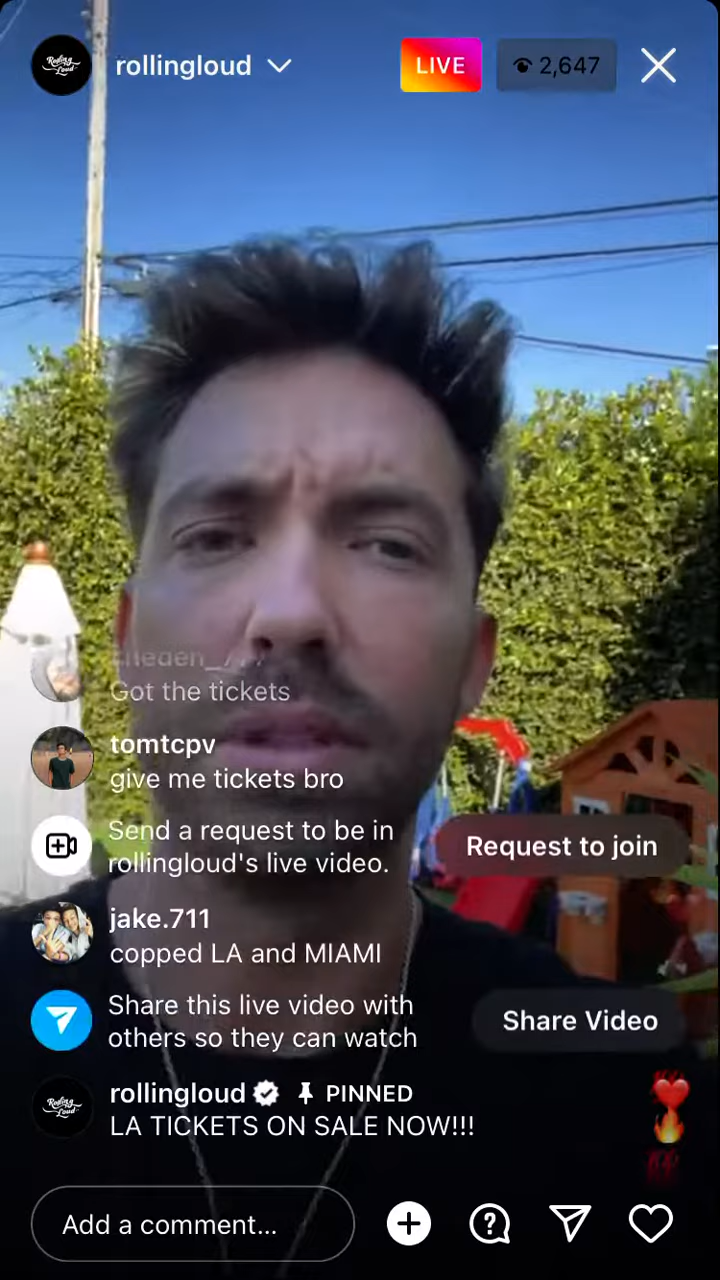 rollingloud
LIVE
2,647
Got the tickets
tomtcpv
give me tickets bro
Send a request to be in
rollingloud's live video.
Request to join
jake.711
copped LA and MIAMI
Share this live video with
others so they can watch
Share Video
Rolling
Loud
rollingloud
PINNED
LA TICKETS ON SALE NOW!!!
Add a comment...